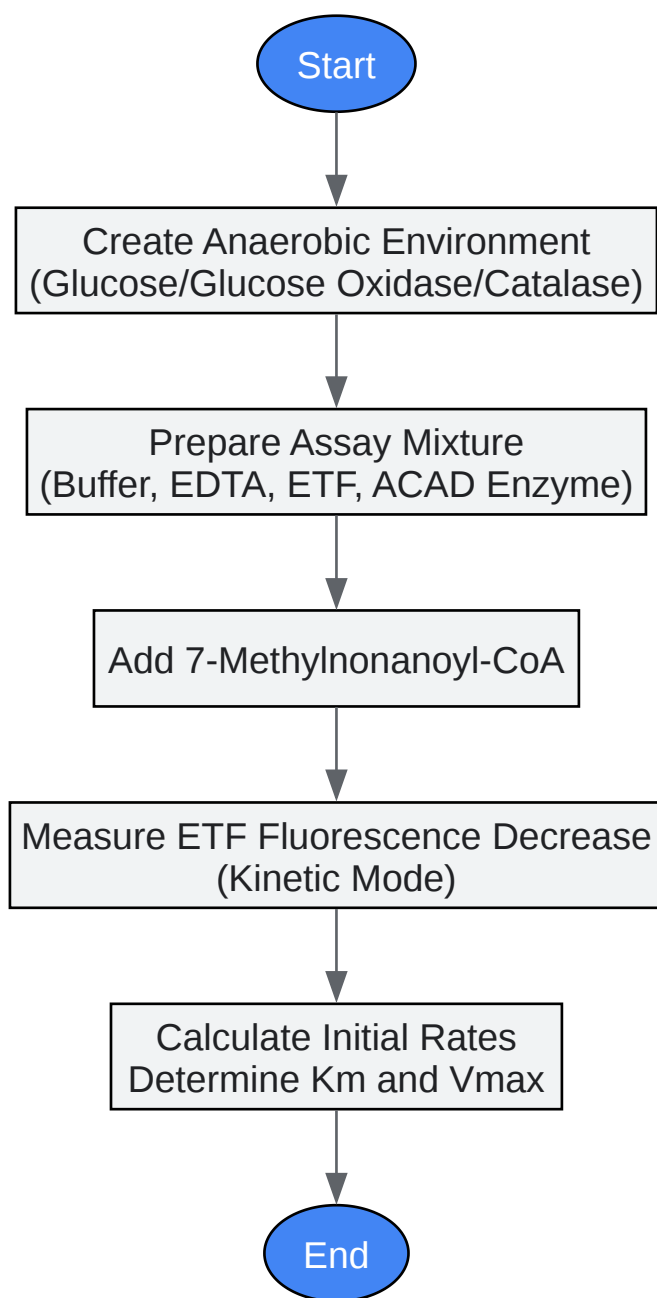 Start
Create Anaerobic Environment
(Glucose/Glucose Oxidase/Catalase)
Prepare Assay Mixture
(Buffer, EDTA, ETF, ACAD Enzyme)
Add 7-Methylnonanoyl-CoA
Measure ETF Fluorescence Decrease
(Kinetic Mode)
Calculate Initial Rates
Determine Km and Vmax
End